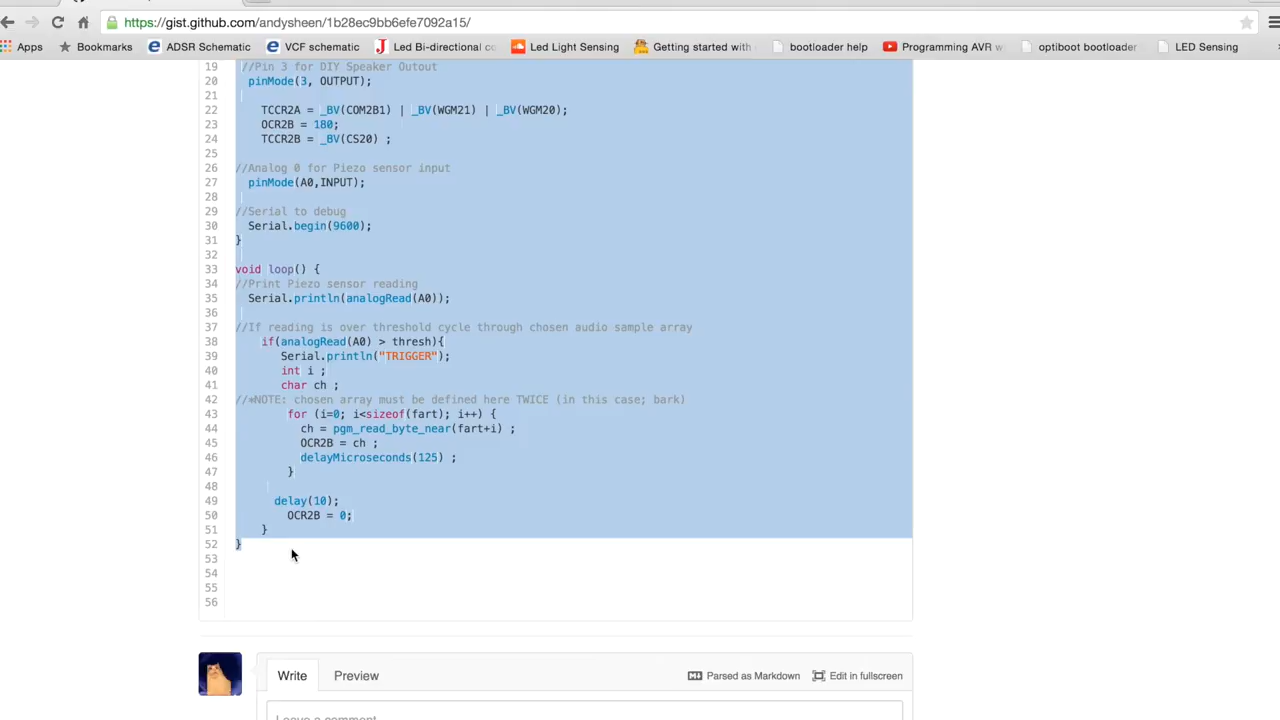 https://gist.github.com/andysheen/1b28ec9bb6efe7092a15/
Apps Bookmarks ADSR Schematic VCF schematic Led Bi-directional co Led Light Sensing Getting started with bootloader help Programming AVR w optiboot bootloader LED Sensing
19 //Pin 3 for DIY Speaker Outout
20 pinMode(3, OUTPUT);
21
22 TCCR2A = _BV(COM2B1) | _BV(WGM21) | _BV(WGM20);
23 OCR2B = 180;
24 TCCR2B = _BV(CS20) ;
25
26 //Analog 0 for Piezo sensor input
27 pinMode(A0,INPUT);
28
29 //Serial to debug
30 Serial.begin(9600);
31 }
32
33 void loop() {
34 //Print Piezo sensor reading
35 Serial.println(analogRead(A0));
36
37 //If reading is over threshold cycle through chosen audio sample array
38 if(analogRead(A0) > thresh){
39 Serial.println("TRIGGER");
40 int i ;
41 char ch ;
42 //*NOTE: chosen array must be defined here TWICE (in this case; bark)
43 for (i=0; i<sizeof(fart); i++) {
44 ch = pgm_read_byte_near(fart+i) ;
45 OCR2B = ch ;
46 delayMicroseconds(125) ;
47 }
48
49 delay(10);
50 OCR2B = 0;
51 }
52 }
53
54
55
56
Write Preview Parsed as Markdown Edit in fullscreen
Leave a comment